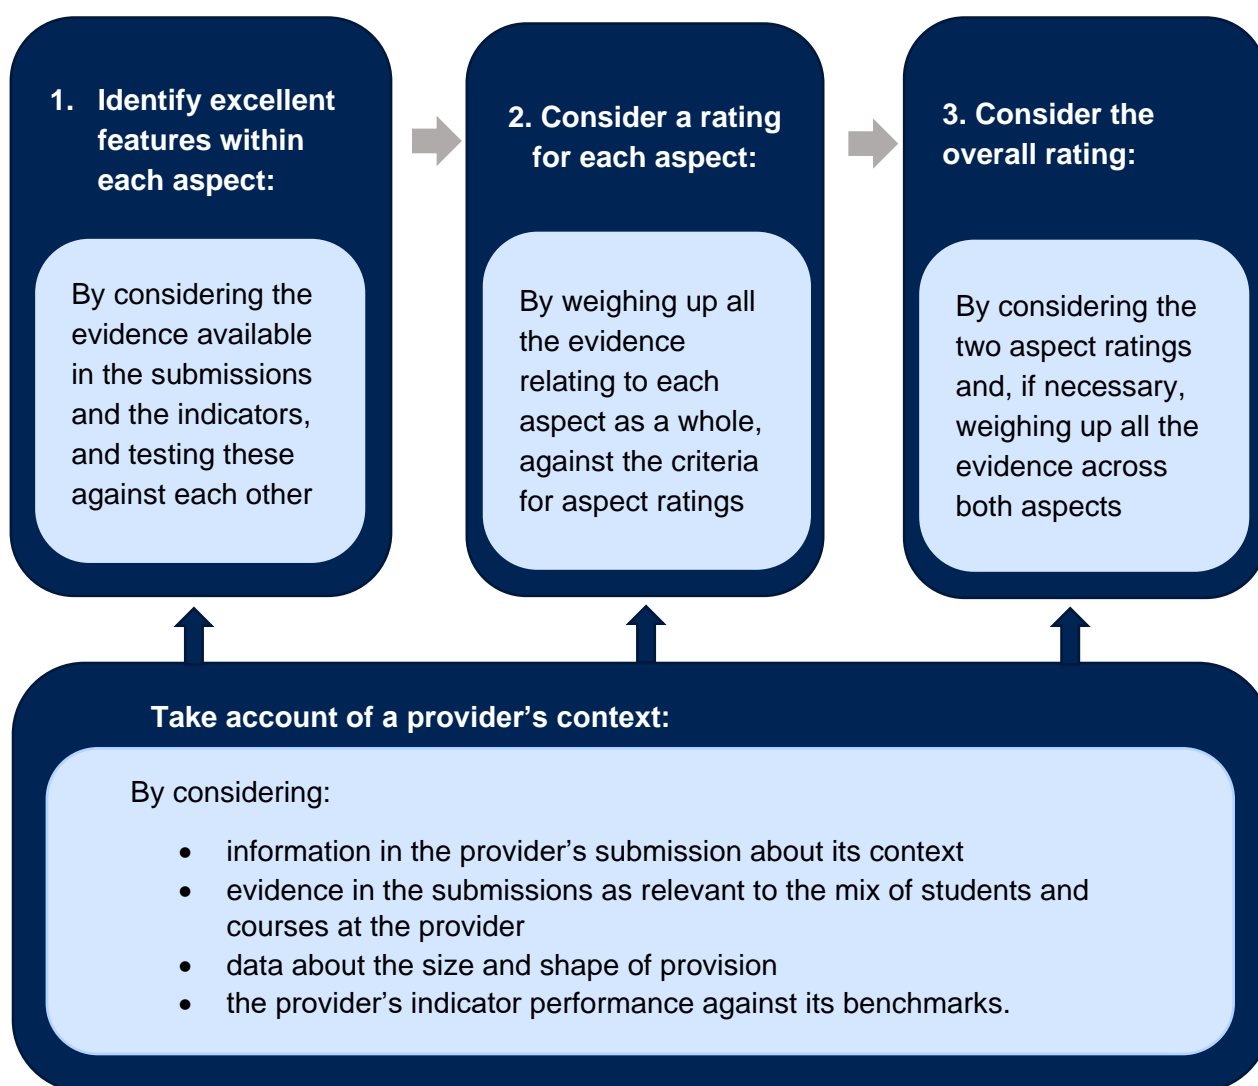 1. Identify excellent
features within
each aspect:
By considering the
evidence available
in the submissions
and the indicators,
and testing these
against each other
2. Consider a rating
for each aspect:
By weighing up all
the evidence
relating to each
aspect as a whole,
against the criteria
for aspect ratings
3. Consider the
overall rating:
By considering the
two aspect ratings
and, if necessary,
weighing up all the
evidence across
both aspects
Take account of a provider’s context:
By considering:
• information in the provider’s submission about its context
• evidence in the submissions as relevant to the mix of students and
courses at the provider
• data about the size and shape of provision
• the provider’s indicator performance against its benchmarks.